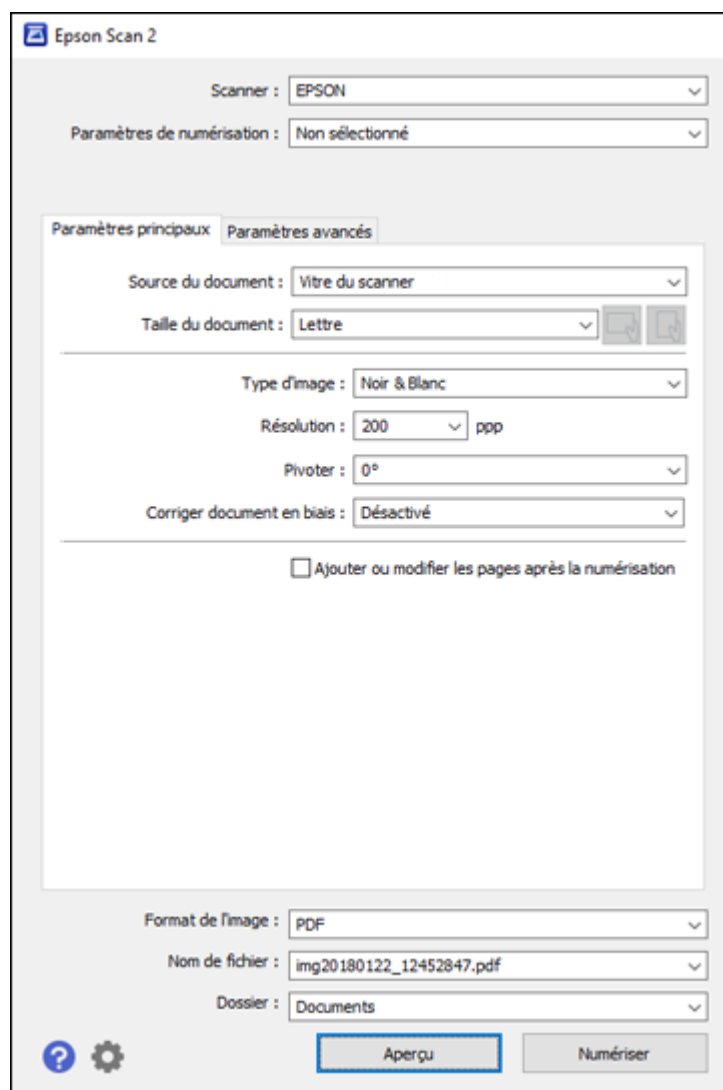 Epson Scan 2
Scanner : EPSON
Paramètres de numérisation : Non sélectionné
Paramètres principaux Paramètres avancés
Source du document : Vitre du scanner
Taille du document : Lettre
Type d'image : Noir & Blanc
Résolution : 200 ppp
Pivoter : 0°
Corriger document en biais : Désactivé
Ajouter ou modifier les pages après la numérisation
Format de l'image : PDF
Nom de fichier : img20180122_12452847.pdf
Dossier : Documents
? Aperçu Numériser